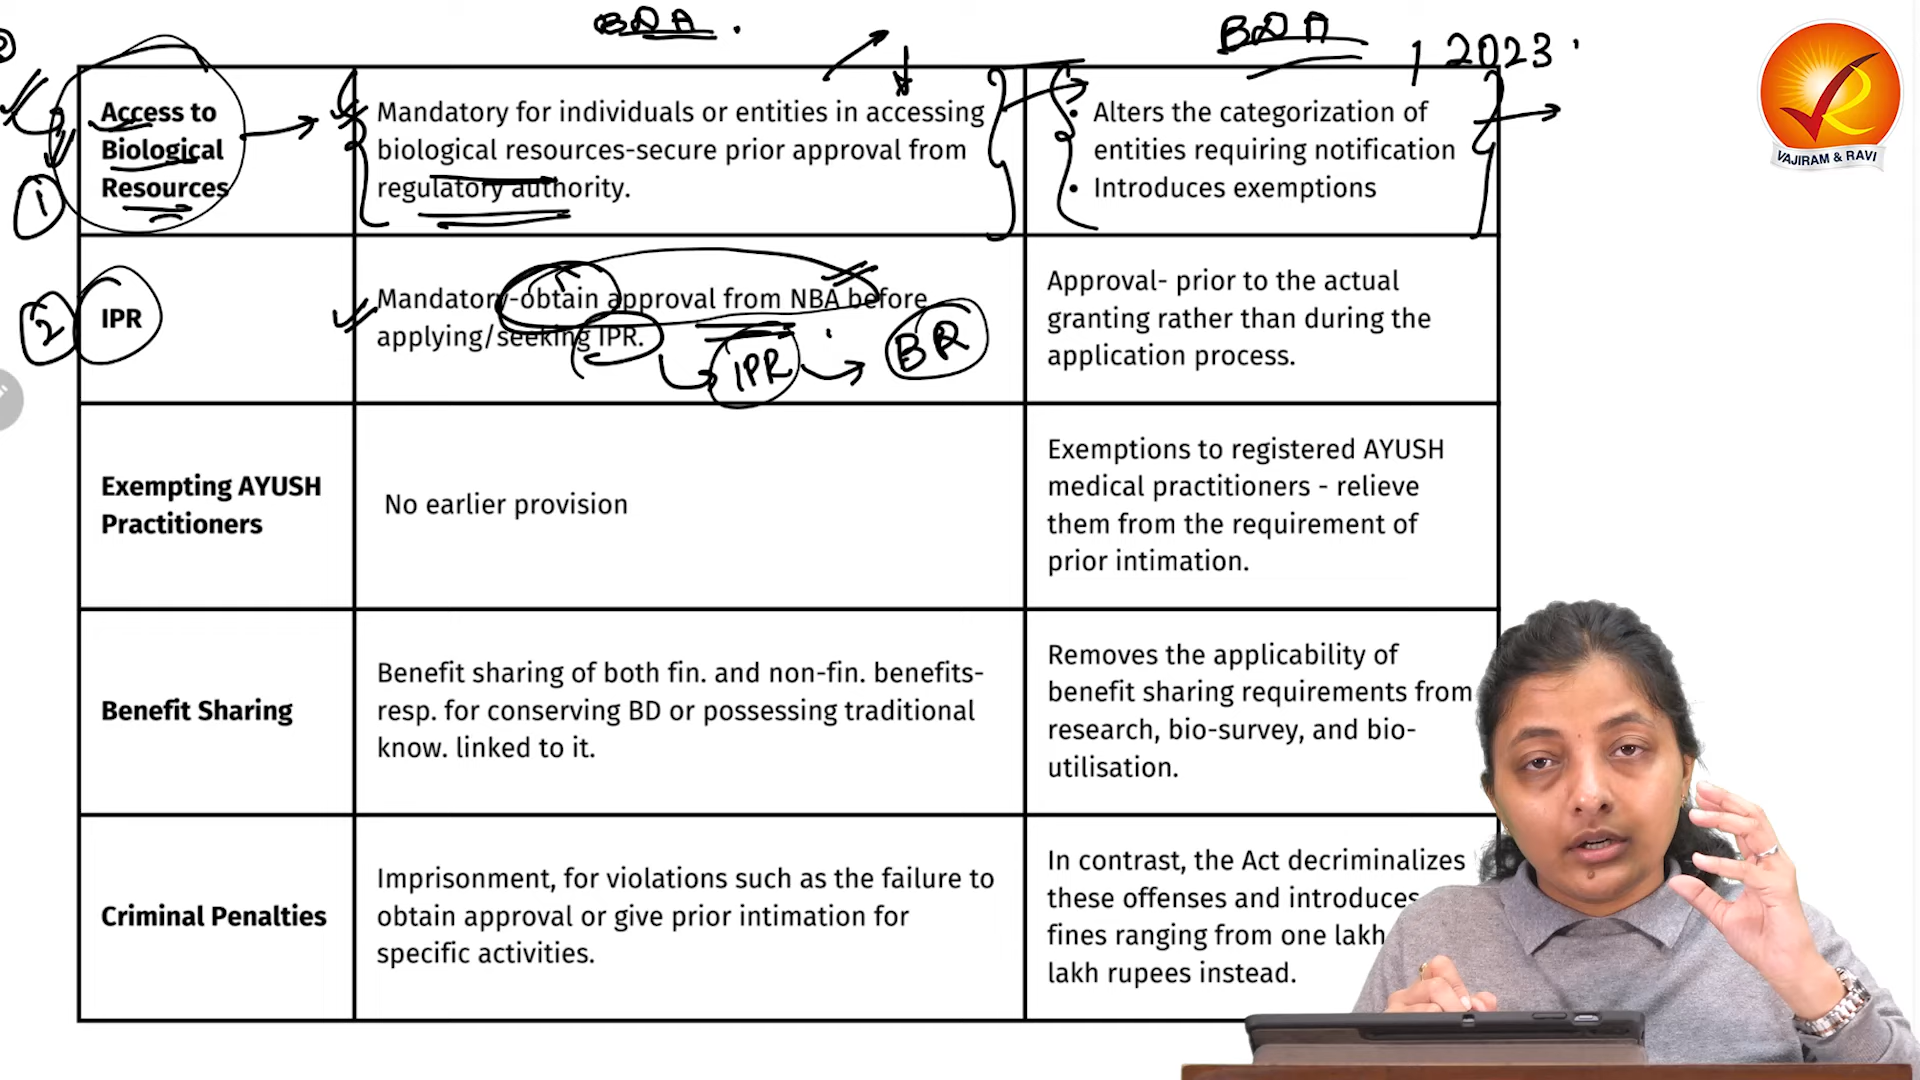 BDA.
BDA
| 2023.
VAJIRAM & RAVI
Access to
Biological
Resources
Mandatory for individuals or entities in accessing
biological resources-secure prior approval from
regulatory authority.
• Alters the categorization of
entities requiring notification
• Introduces exemptions
1
2
IPR
Mandatory-obtain approval from NBA before
applying/seeking IPR.
IPR
BR
Approval- prior to the actual
granting rather than during the
application process.
Exempting AYUSH
Practitioners
No earlier provision
Exemptions to registered AYUSH
medical practitioners - relieve
them from the requirement of
prior intimation.
Benefit Sharing
Benefit sharing of both fin. and non-fin. benefits-
resp. for conserving BD or possessing traditional
know. linked to it.
Removes the applicability of
benefit sharing requirements from
research, bio-survey, and bio-
utilisation.
Criminal Penalties
Imprisonment, for violations such as the failure to
obtain approval or give prior intimation for
specific activities.
In contrast, the Act decriminalizes
these offenses and introduces
fines ranging from one lakh
lakh rupees instead.